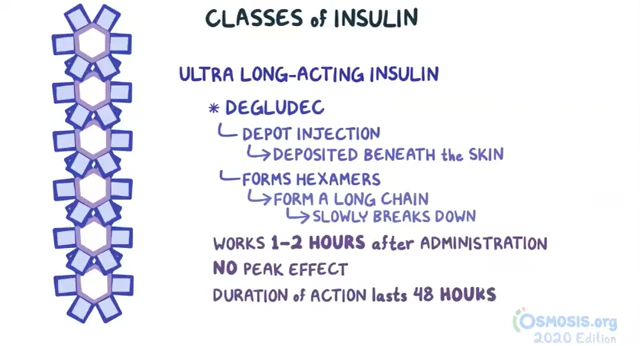 CLASSES of INSULIN
ULTRA LONG-ACTING INSULIN
* DEGLUDEC
DEPOT INJECTION
DEPOSITED BENEATH the SKIN
FORMS HEXAMERS
FORM A LONG CHAIN
SLOWLY BREAKS DOWN
WORKS 1-2 HOURS after ADMINISTRATION
NO PEAK EFFECT
DURATION of ACTION lasts 48 HOUKS
OSMOSIS.org
2020 Edition